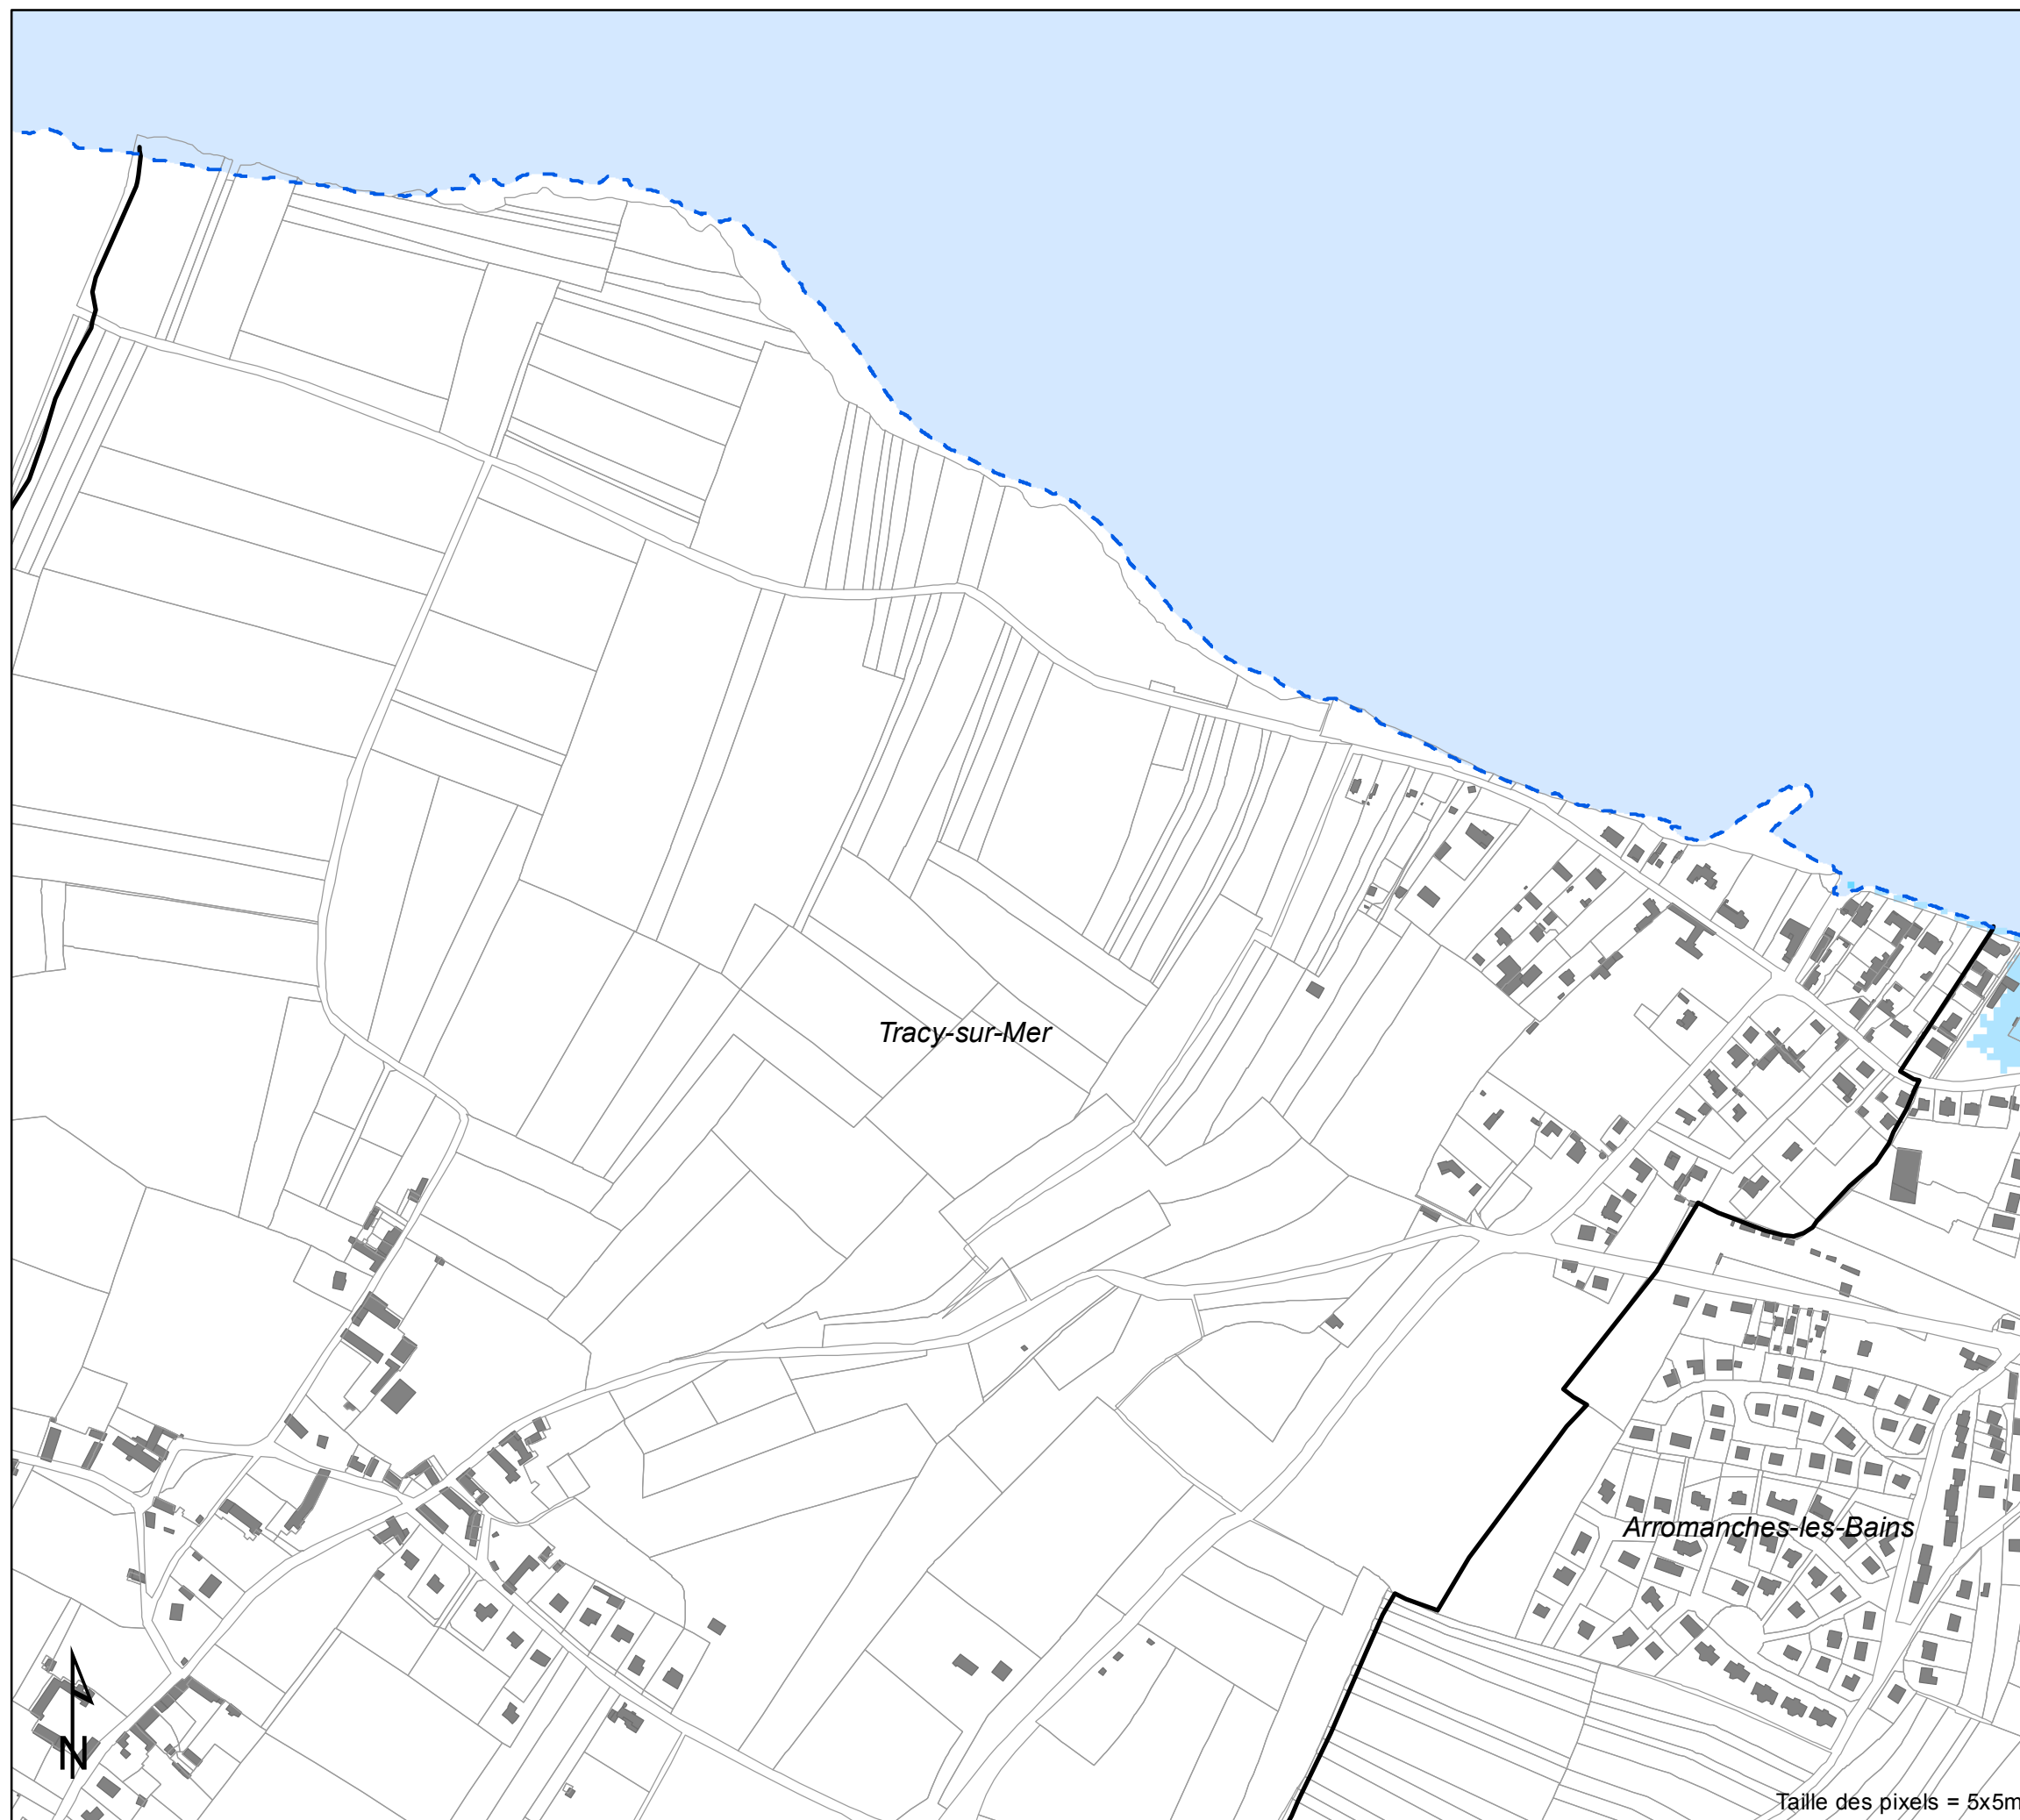 Tracy-sur-Mer
Arromanches-les-Bains
N
Taille des pixels = 5x5m